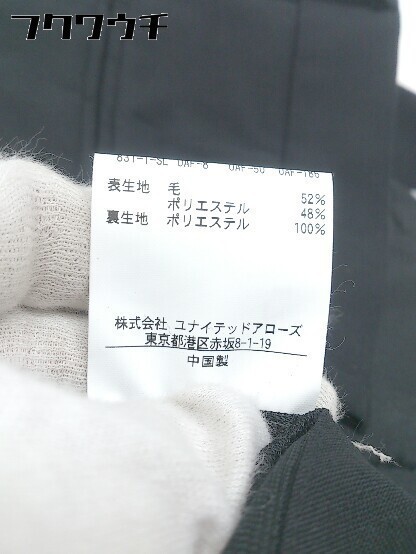 フクワウチ
表生地 毛 52%
ポリエステル 48%
裏生地 ポリエステル 100%
株式会社 ユナイテッドアローズ
東京都港区赤坂8-1-19
中国製